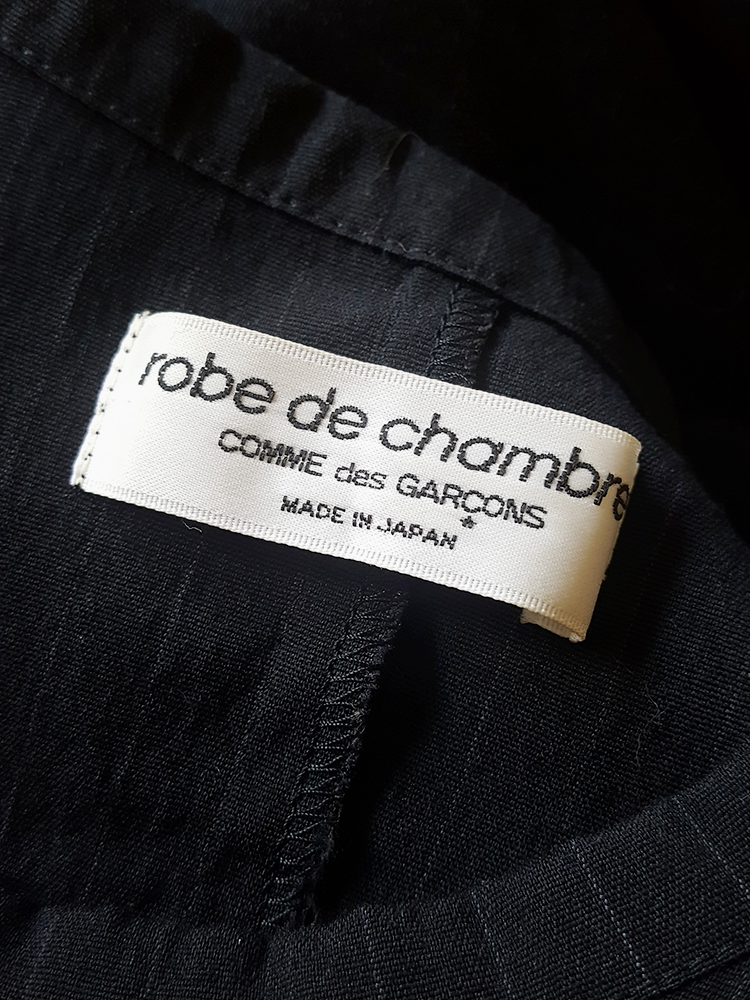 robe de chambre
COMME des GARÇONS
MADE IN JAPAN